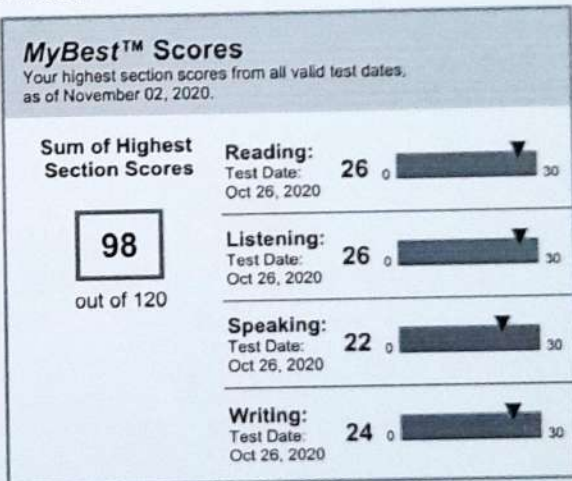 MyBest™ Scores
Your highest section scores from all valid test dates,
as of November 02, 2020.
Sum of Highest
Section Scores
98
out of 120
Reading:
Test Date:
Oct 26, 2020
26
0
30
Listening:
Test Date:
Oct 26, 2020
26
0
30
Speaking:
Test Date:
Oct 26, 2020
22
0
30
Writing:
Test Date:
Oct 26, 2020
24
0
30